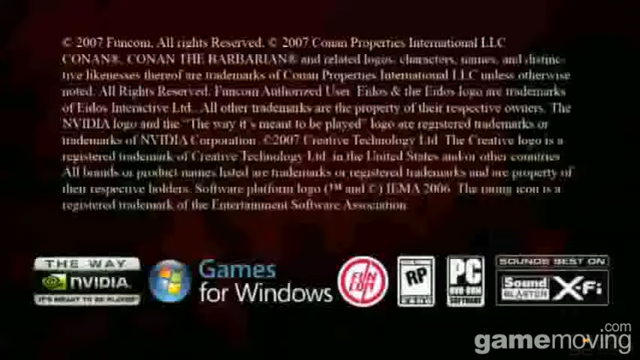 © 2007 Funcom, All rights Reserved. © 2007 Conan Properties International LLC
CONAN®, CONAN THE BARBARIAN® and related logos, characters, names, and distinc-
tive likenesses thereof are trademarks of Conan Properties International LLC unless otherwise
noted. All Rights Reserved. Funcom Authorized User. Eidos & the Eidos logo are trademarks
of Eidos Interactive Ltd.. All other trademarks are the property of their respective owners. The
NVIDIA logo and the "The way it's meant to be played" logo are registered trademarks or
trademarks of NVIDIA Corporation. ©2007 Creative Technology Ltd. The Creative logo is a
registered trademark of Creative Technology Ltd. in the United States and/or other countries
All brands or product names listed are trademarks or registered trademarks and are property of
their respective holders. Software platform logo (™ and ©) IEMA 2006. The rating icon is a
registered trademark of the Entertainment Software Association.
THE WAY
NVIDIA
IT'S MEANT TO BE PLAYED
Games
for Windows
FUN
COM
RP
ESRB
PC
DVD-ROM
SOFTWARE
SOUNDS BEST ON
Sound
BLASTER
X-Fi
gamemoving.com